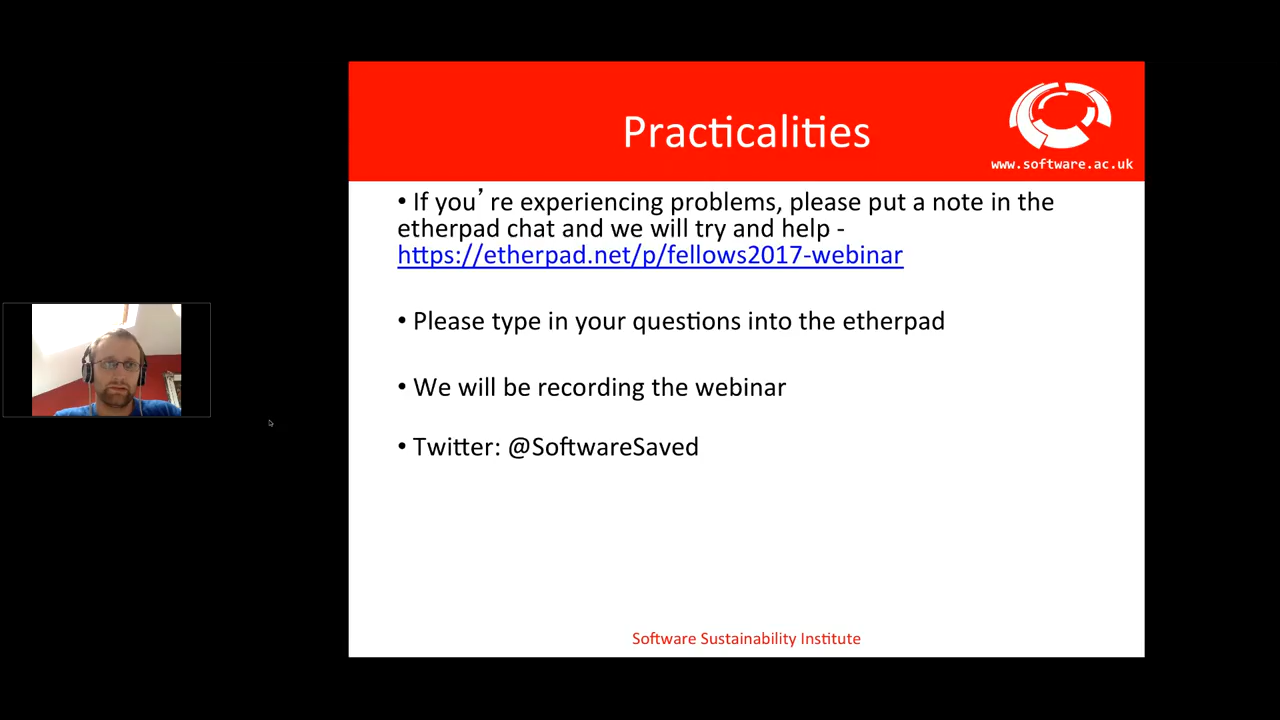 Practicalities
www.software.ac.uk
• If you’re experiencing problems, please put a note in the
etherpad chat and we will try and help -
https://etherpad.net/p/fellows2017-webinar
• Please type in your questions into the etherpad
• We will be recording the webinar
• Twitter: @SoftwareSaved
Software Sustainability Institute